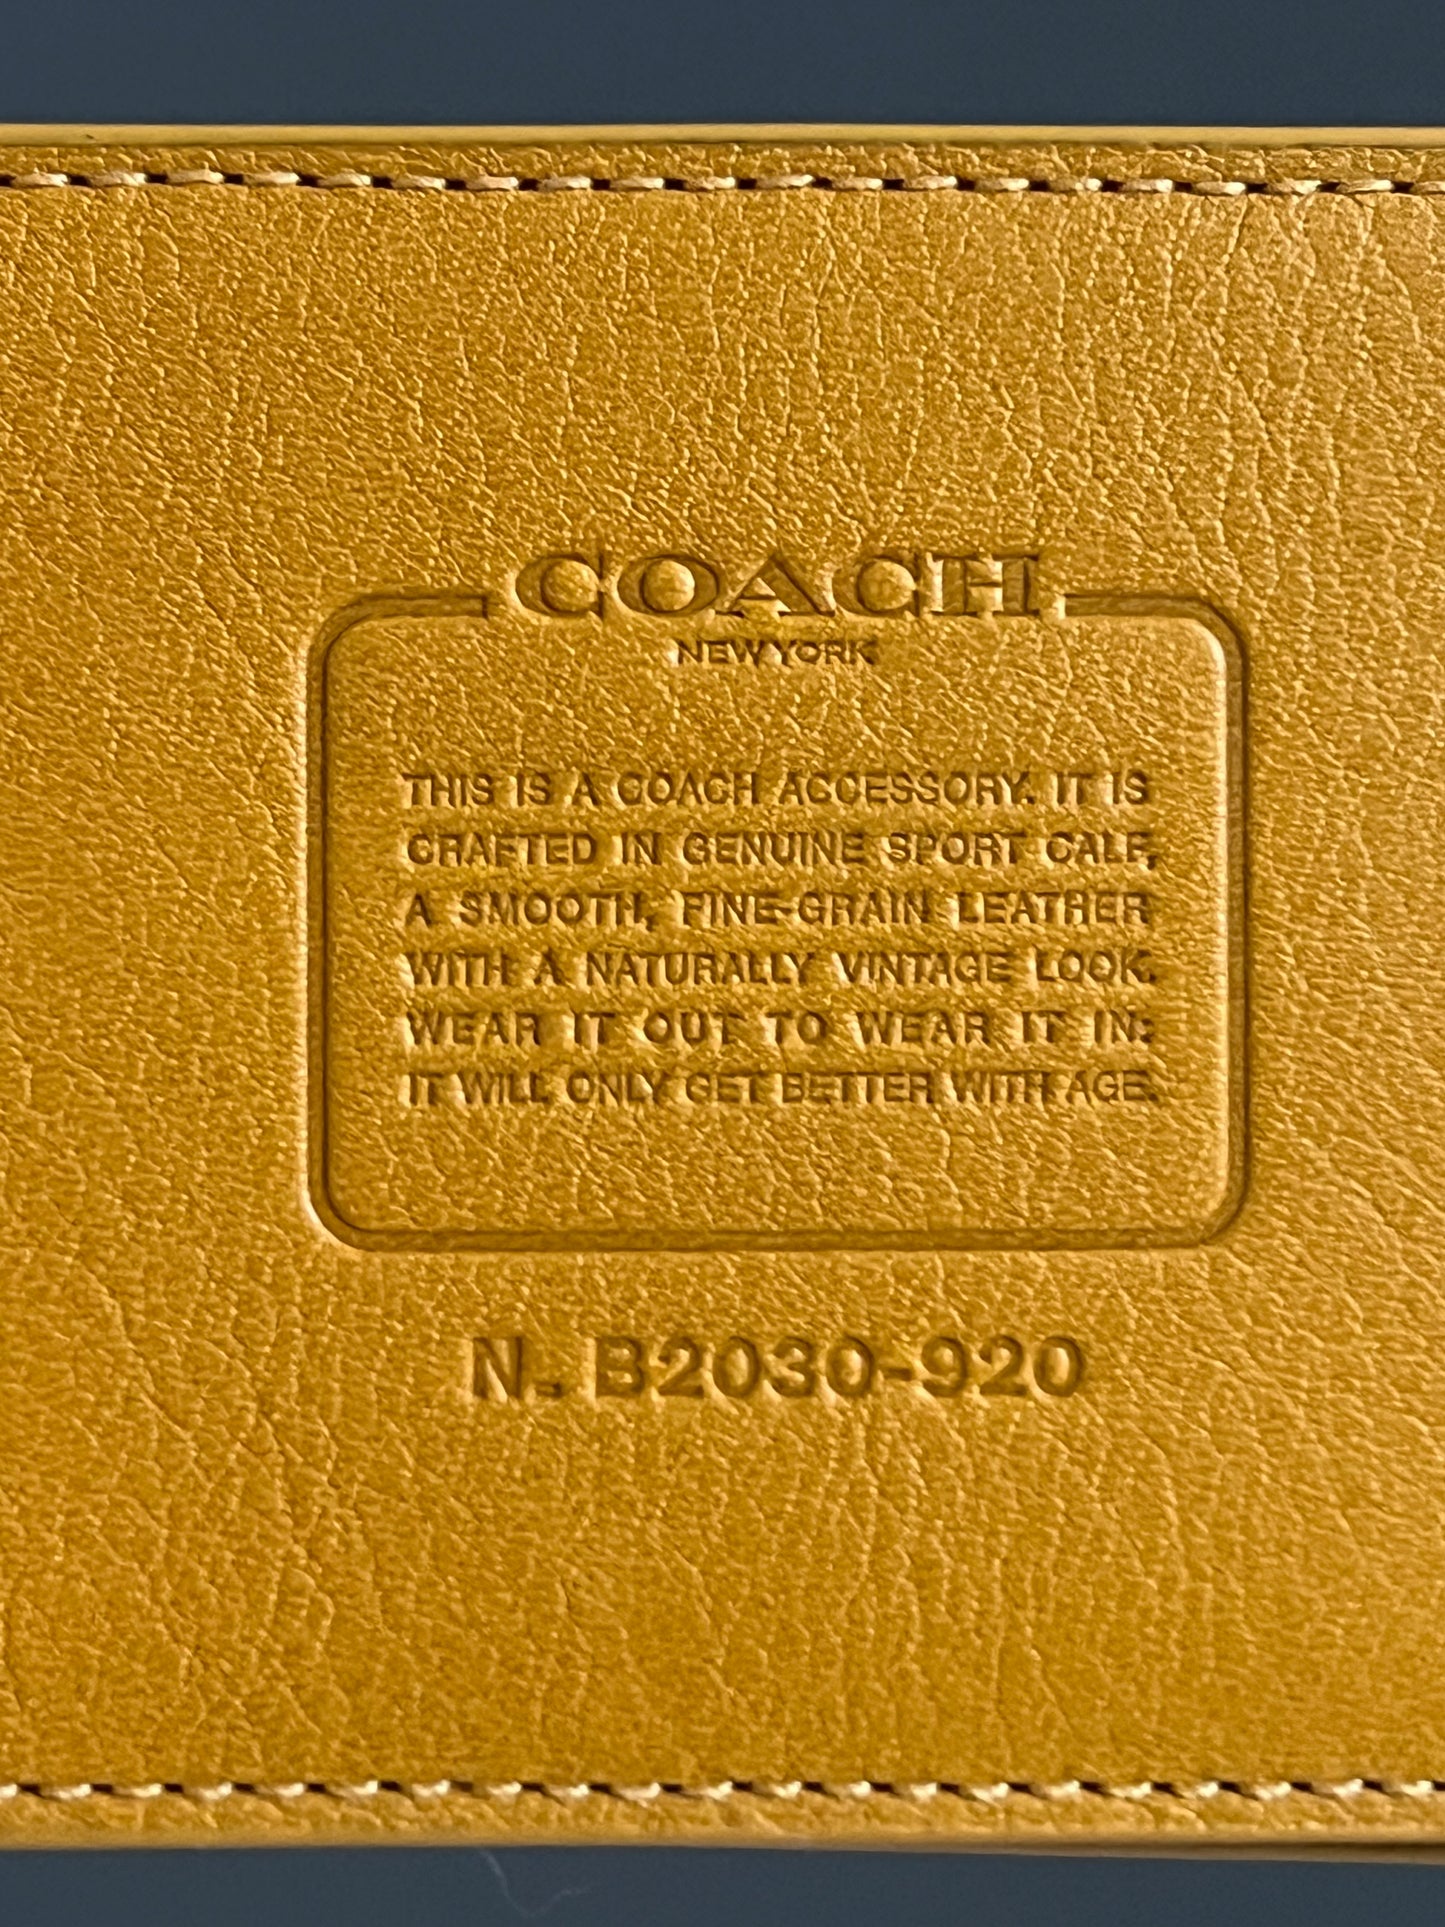 COACH
NEW YORK
THIS IS A COACH ACCESSORY. IT IS
CRAFTED IN GENUINE SPORT CALF,
A SMOOTH, FINE-GRAIN LEATHER
WITH A NATURALLY VINTAGE LOOK.
WEAR IT OUT TO WEAR IT IN:
IT WILL ONLY GET BETTER WITH AGE.
N. B2030-920